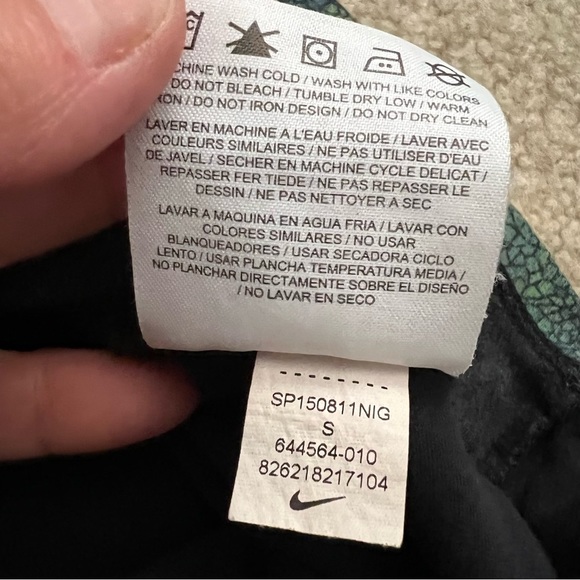 C
CHINE WASH COLD / WASH WITH LIKE COLORS
DO NOT BLEACH / TUMBLE DRY LOW / WARM
IRON / DO NOT IRON DESIGN / DO NOT DRY CLEAN
LAVER EN MACHINE A L'EAU FROIDE / LAVER AVEC
COULEURS SIMILAIRES / NE PAS UTILISER D'EAU
DE JAVEL / SECHER EN MACHINE CYCLE DELICAT /
REPASSER FER TIEDE / NE PAS REPASSER LE
DESSIN / NE PAS NETTOYER A SEC
LAVAR A MAQUINA EN AGUA FRIA / LAVAR CON
COLORES SIMILARES / NO USAR
BLANQUEADORES / USAR SECADORA CICLO
LENTO / USAR PLANCHA TEMPERATURA MEDIA /
NO PLANCHAR DIRECTAMENTE SOBRE EL DISEÑO
/ NO LAVAR EN SECO
SP150811NIG
S
644564-010
826218217104